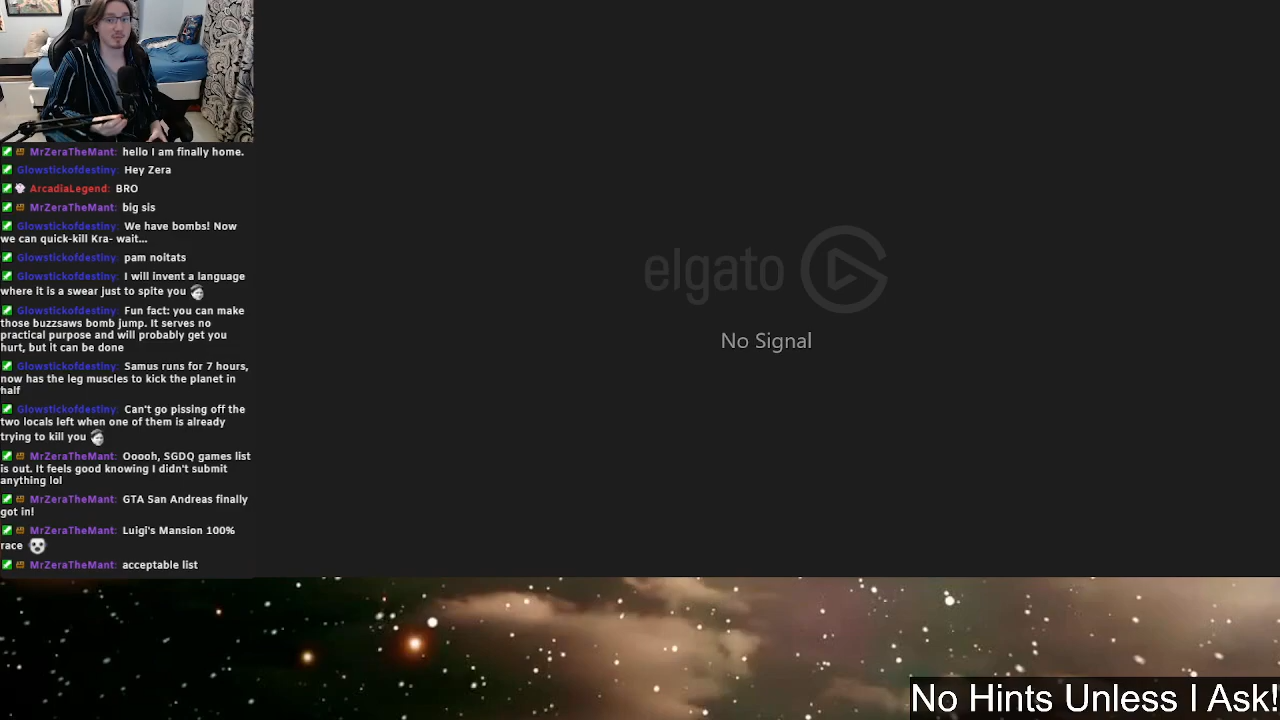 MrZeraTheMant: hello I am finally home.
Glowstickofdestiny: Hey Zera
ArcadiaLegend: BRO
MrZeraTheMant: big sis
Glowstickofdestiny: We have bombs! Now
we can quick-kill Kra- wait...
Glowstickofdestiny: pam noitats
Glowstickofdestiny: I will invent a language
where it is a swear just to spite you
Glowstickofdestiny: Fun fact: you can make
those buzzsaws bomb jump. It serves no
practical purpose and will probably get you
hurt, but it can be done
Glowstickofdestiny: Samus runs for 7 hours,
now has the leg muscles to kick the planet in
half
Glowstickofdestiny: Can't go pissing off the
two locals left when one of them is already
trying to kill you
MrZeraTheMant: Ooooh, SGDQ games list
is out. It feels good knowing I didn't submit
anything lol
MrZeraTheMant: GTA San Andreas finally
got in!
MrZeraTheMant: Luigi's Mansion 100%
race
MrZeraTheMant: acceptable list
elgato
No Signal
No Hints Unless I Ask!